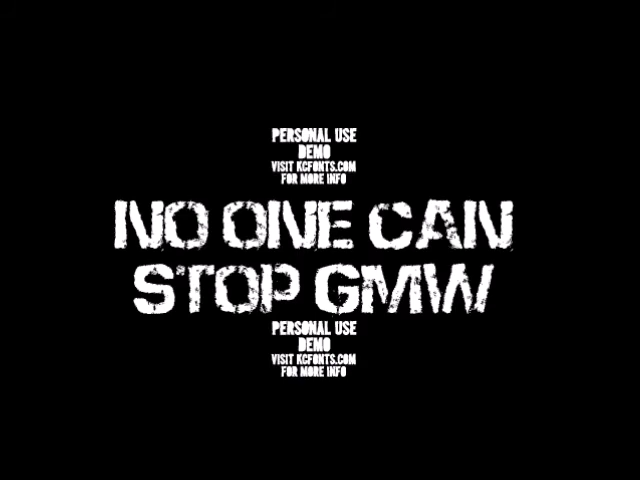 PERSONAL USE
DEMO
VISIT KCFONTS.COM
FOR MORE INFO
NO ONE CAN
STOP GMW
PERSONAL USE
DEMO
VISIT KCFONTS.COM
FOR MORE INFO